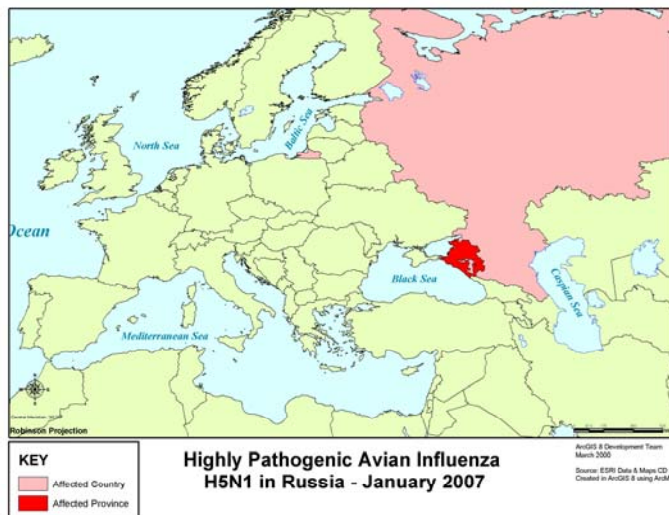 North Sea
Baltic Sea
Ocean
Black Sea
Caspian Sea
Mediterranean Sea
Robinson Projection
KEY
Affected Country
Affected Province
Highly Pathogenic Avian Influenza
H5N1 in Russia - January 2007
ArcGIS 8 Development Team
March 2000
Source: ESRI Data & Maps CD
Created in ArcGIS 8 using ArcM